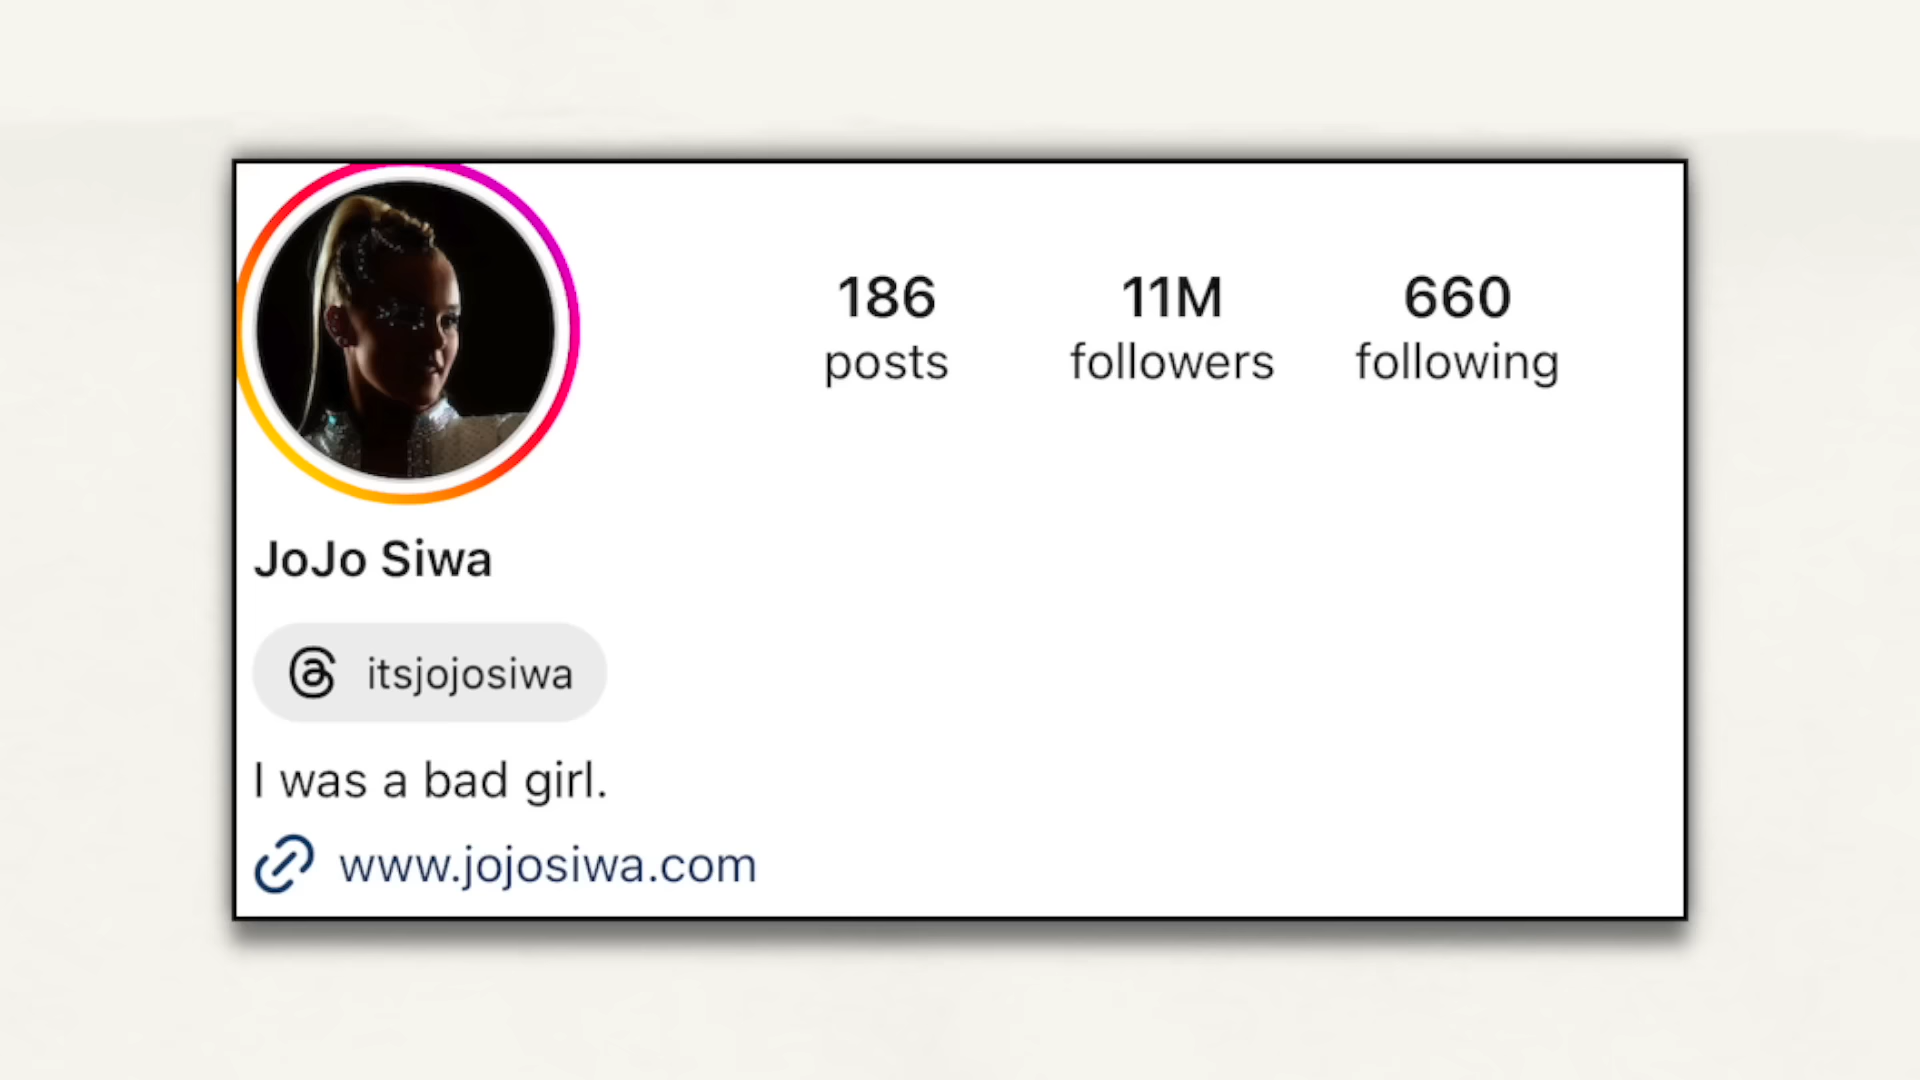 186 11M 660
posts followers following
JoJo Siwa
itsjojosiwa
I was a bad girl.
www.jojosiwa.com